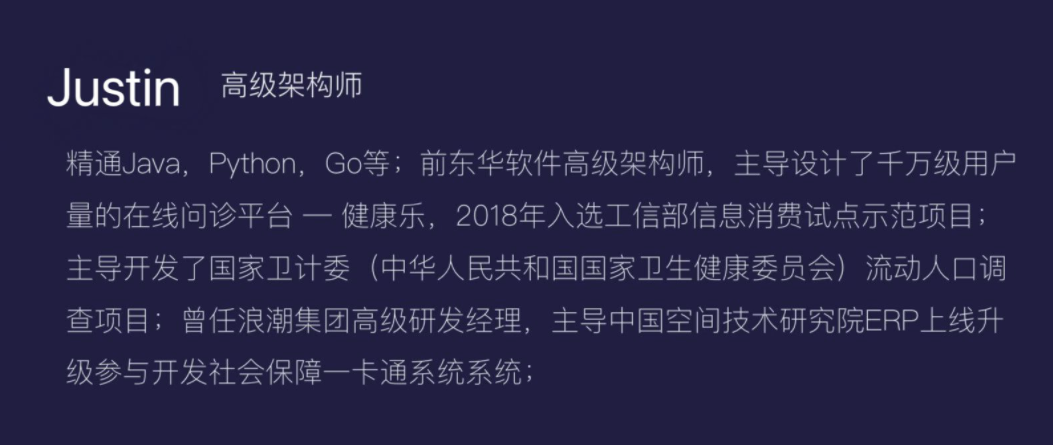 Justin 高级架构师
精通Java，Python，Go等；前东华软件高级架构师，主导设计了千万级用户
量的在线问诊平台 — 健康乐，2018年入选工信部信息消费试点示范项目；
主导开发了国家卫计委（中华人民共和国国家卫生健康委员会）流动人口调
查项目；曾任浪潮集团高级研发经理，主导中国空间技术研究院ERP上线升
级参与开发社会保障一卡通系统系统；